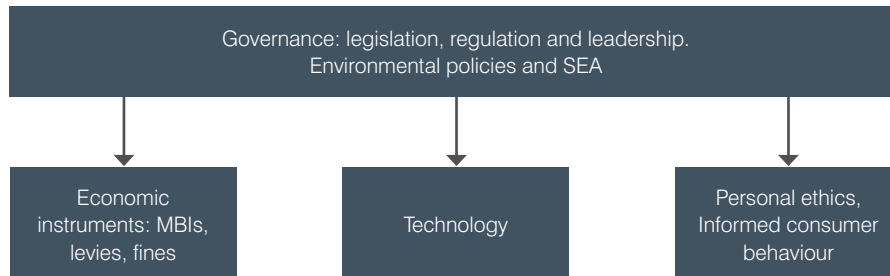 Governance: legislation, regulation and leadership.
Environmental policies and SEA
Economic
instruments: MBIs,
levies, fines
Technology
Personal ethics,
Informed consumer
behaviour